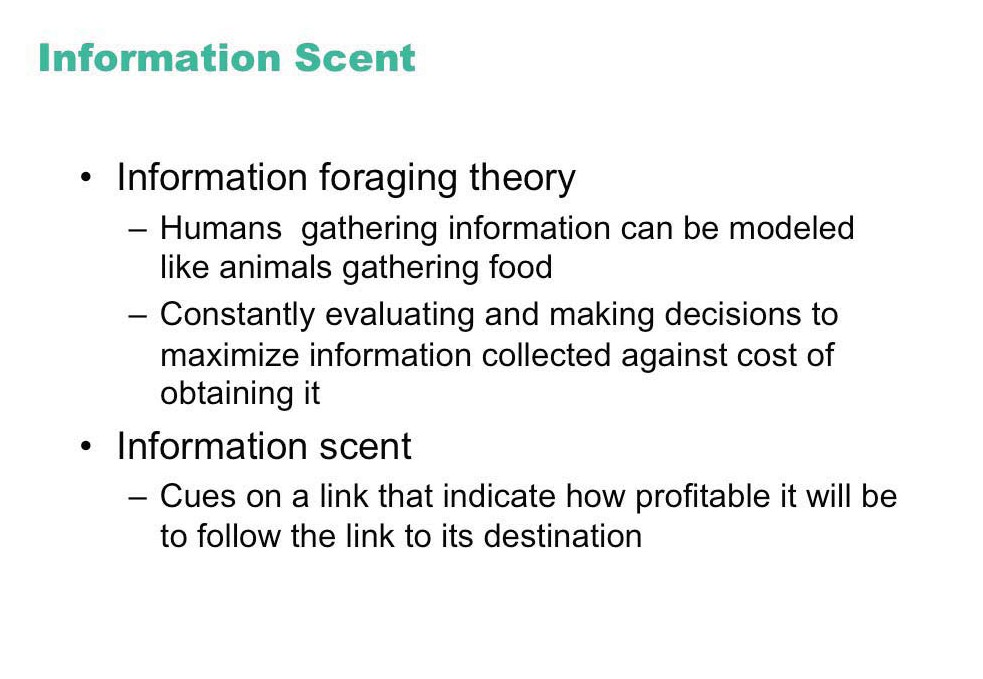 Information Scent
• Information foraging theory
– Humans  gathering information can be modeled
like animals gathering food
– Constantly evaluating and making decisions to
maximize information collected against cost of
obtaining it
• Information scent
– Cues on a link that indicate how profitable it will be
to follow the link to its destination